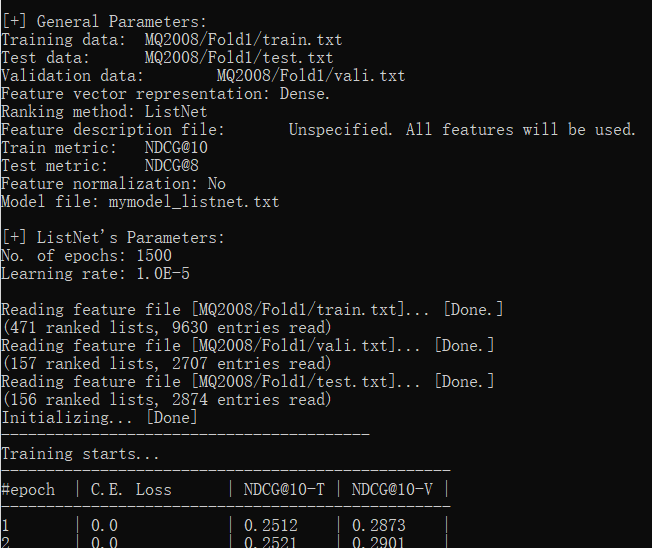 [+] General Parameters:
Training data: MQ2008/Fold1/train.txt
Test data: MQ2008/Fold1/test.txt
Validation data: MQ2008/Fold1/vali.txt
Feature vector representation: Dense.
Ranking method: ListNet
Feature description file: Unspecified. All features will be used.
Train metric: NDCG@10
Test metric: NDCG@8
Feature normalization: No
Model file: mymodel_listnet.txt
[+] ListNet's Parameters:
No. of epochs: 1500
Learning rate: 1.0E-5
Reading feature file [MQ2008/Fold1/train.txt]... [Done.]
(471 ranked lists, 9630 entries read)
Reading feature file [MQ2008/Fold1/vali.txt]... [Done.]
(157 ranked lists, 2707 entries read)
Reading feature file [MQ2008/Fold1/test.txt]... [Done.]
(156 ranked lists, 2874 entries read)
Initializing... [Done]
-----------------------------------------
Training starts...
--------------------------------------------------
#epoch | C.E. Loss | NDCG@10-T | NDCG@10-V |
--------------------------------------------------
1 | 0.0 | 0.2512 | 0.2873 |
2 | 0.0 | 0.2521 | 0.2901 |